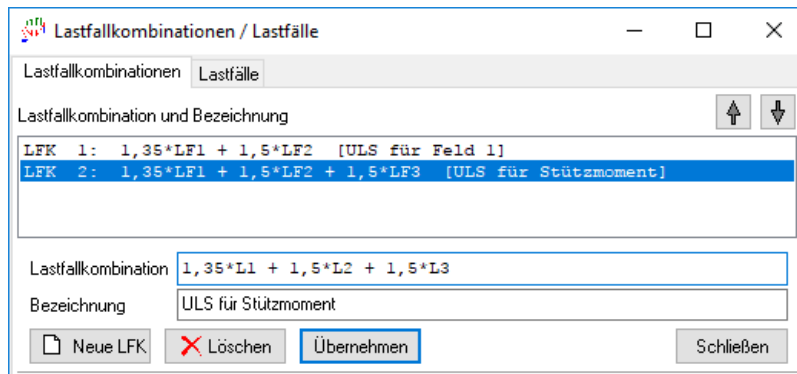 Lastfallkombinationen / Lastfälle
Lastfallkombinationen Lastfälle
Lastfallkombination und Bezeichnung
LFK 1: 1,35*LF1 + 1,5*LF2 [ULS für Feld 1]
LFK 2: 1,35*LF1 + 1,5*LF2 + 1,5*LF3 [ULS für Stützmoment]
Lastfallkombination 1,35*L1 + 1,5*L2 + 1,5*L3
Bezeichnung ULS für Stützmoment
Neue LFK Löschen Übernehmen Schließen